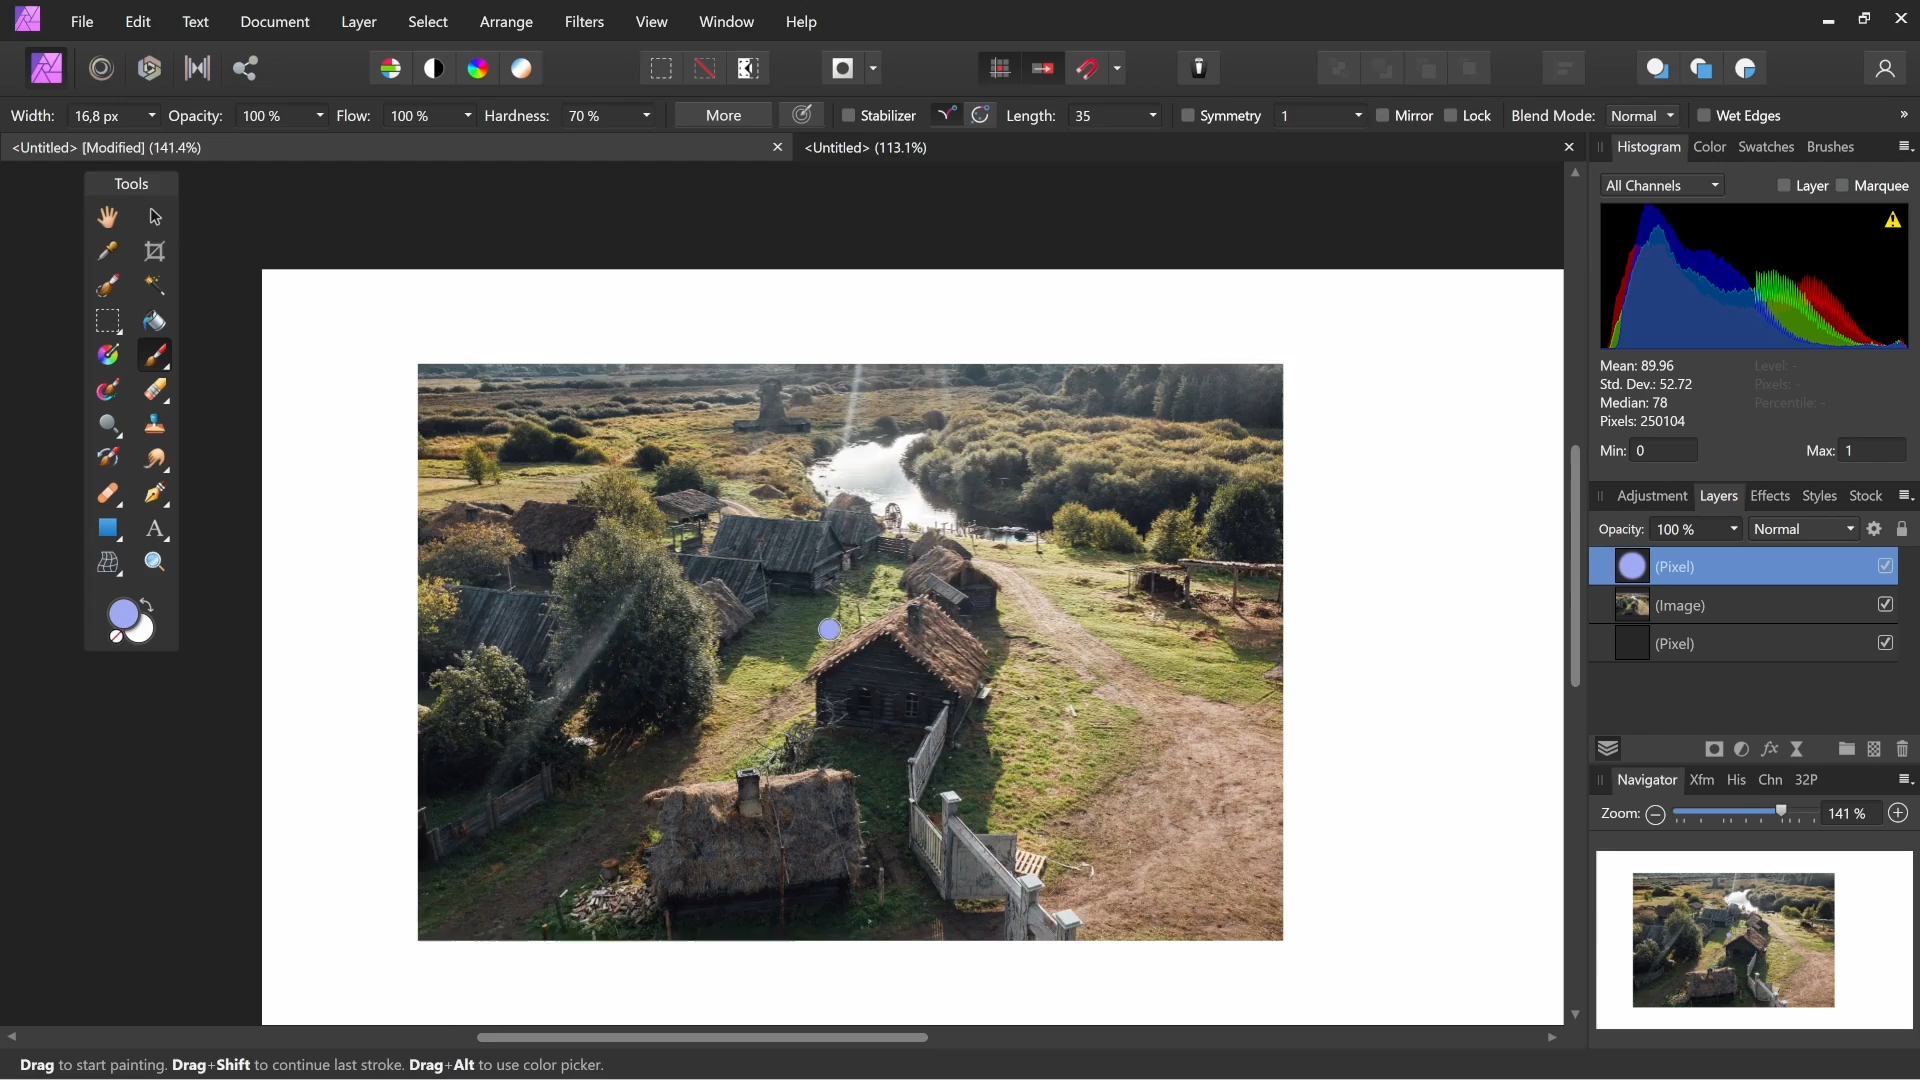 File Edit Text Document Layer Select Arrange Filters View Window Help
Width: 16,8 px Opacity: 100 % Flow: 100 % Hardness: 70 % More Stabilizer Length: 35 Symmetry 1 Mirror Lock Blend Mode: Normal Wet Edges
<Untitled> [Modified] (141.4%)
<Untitled> (113.1%)
Tools
A
Histogram Color Swatches Brushes
All Channels Layer Marquee
Mean: 89.96 Level: -
Std. Dev.: 52.72 Pixels: -
Median: 78 Percentile: -
Pixels: 250104
Min: 0 Max: 1
Adjustment Layers Effects Styles Stock
Opacity: 100 % Normal
(Pixel)
(Image)
(Pixel)
fx
Navigator Xfm His Chn 32P
Zoom: 141 %
Drag to start painting. Drag+Shift to continue last stroke. Drag+Alt to use color picker.